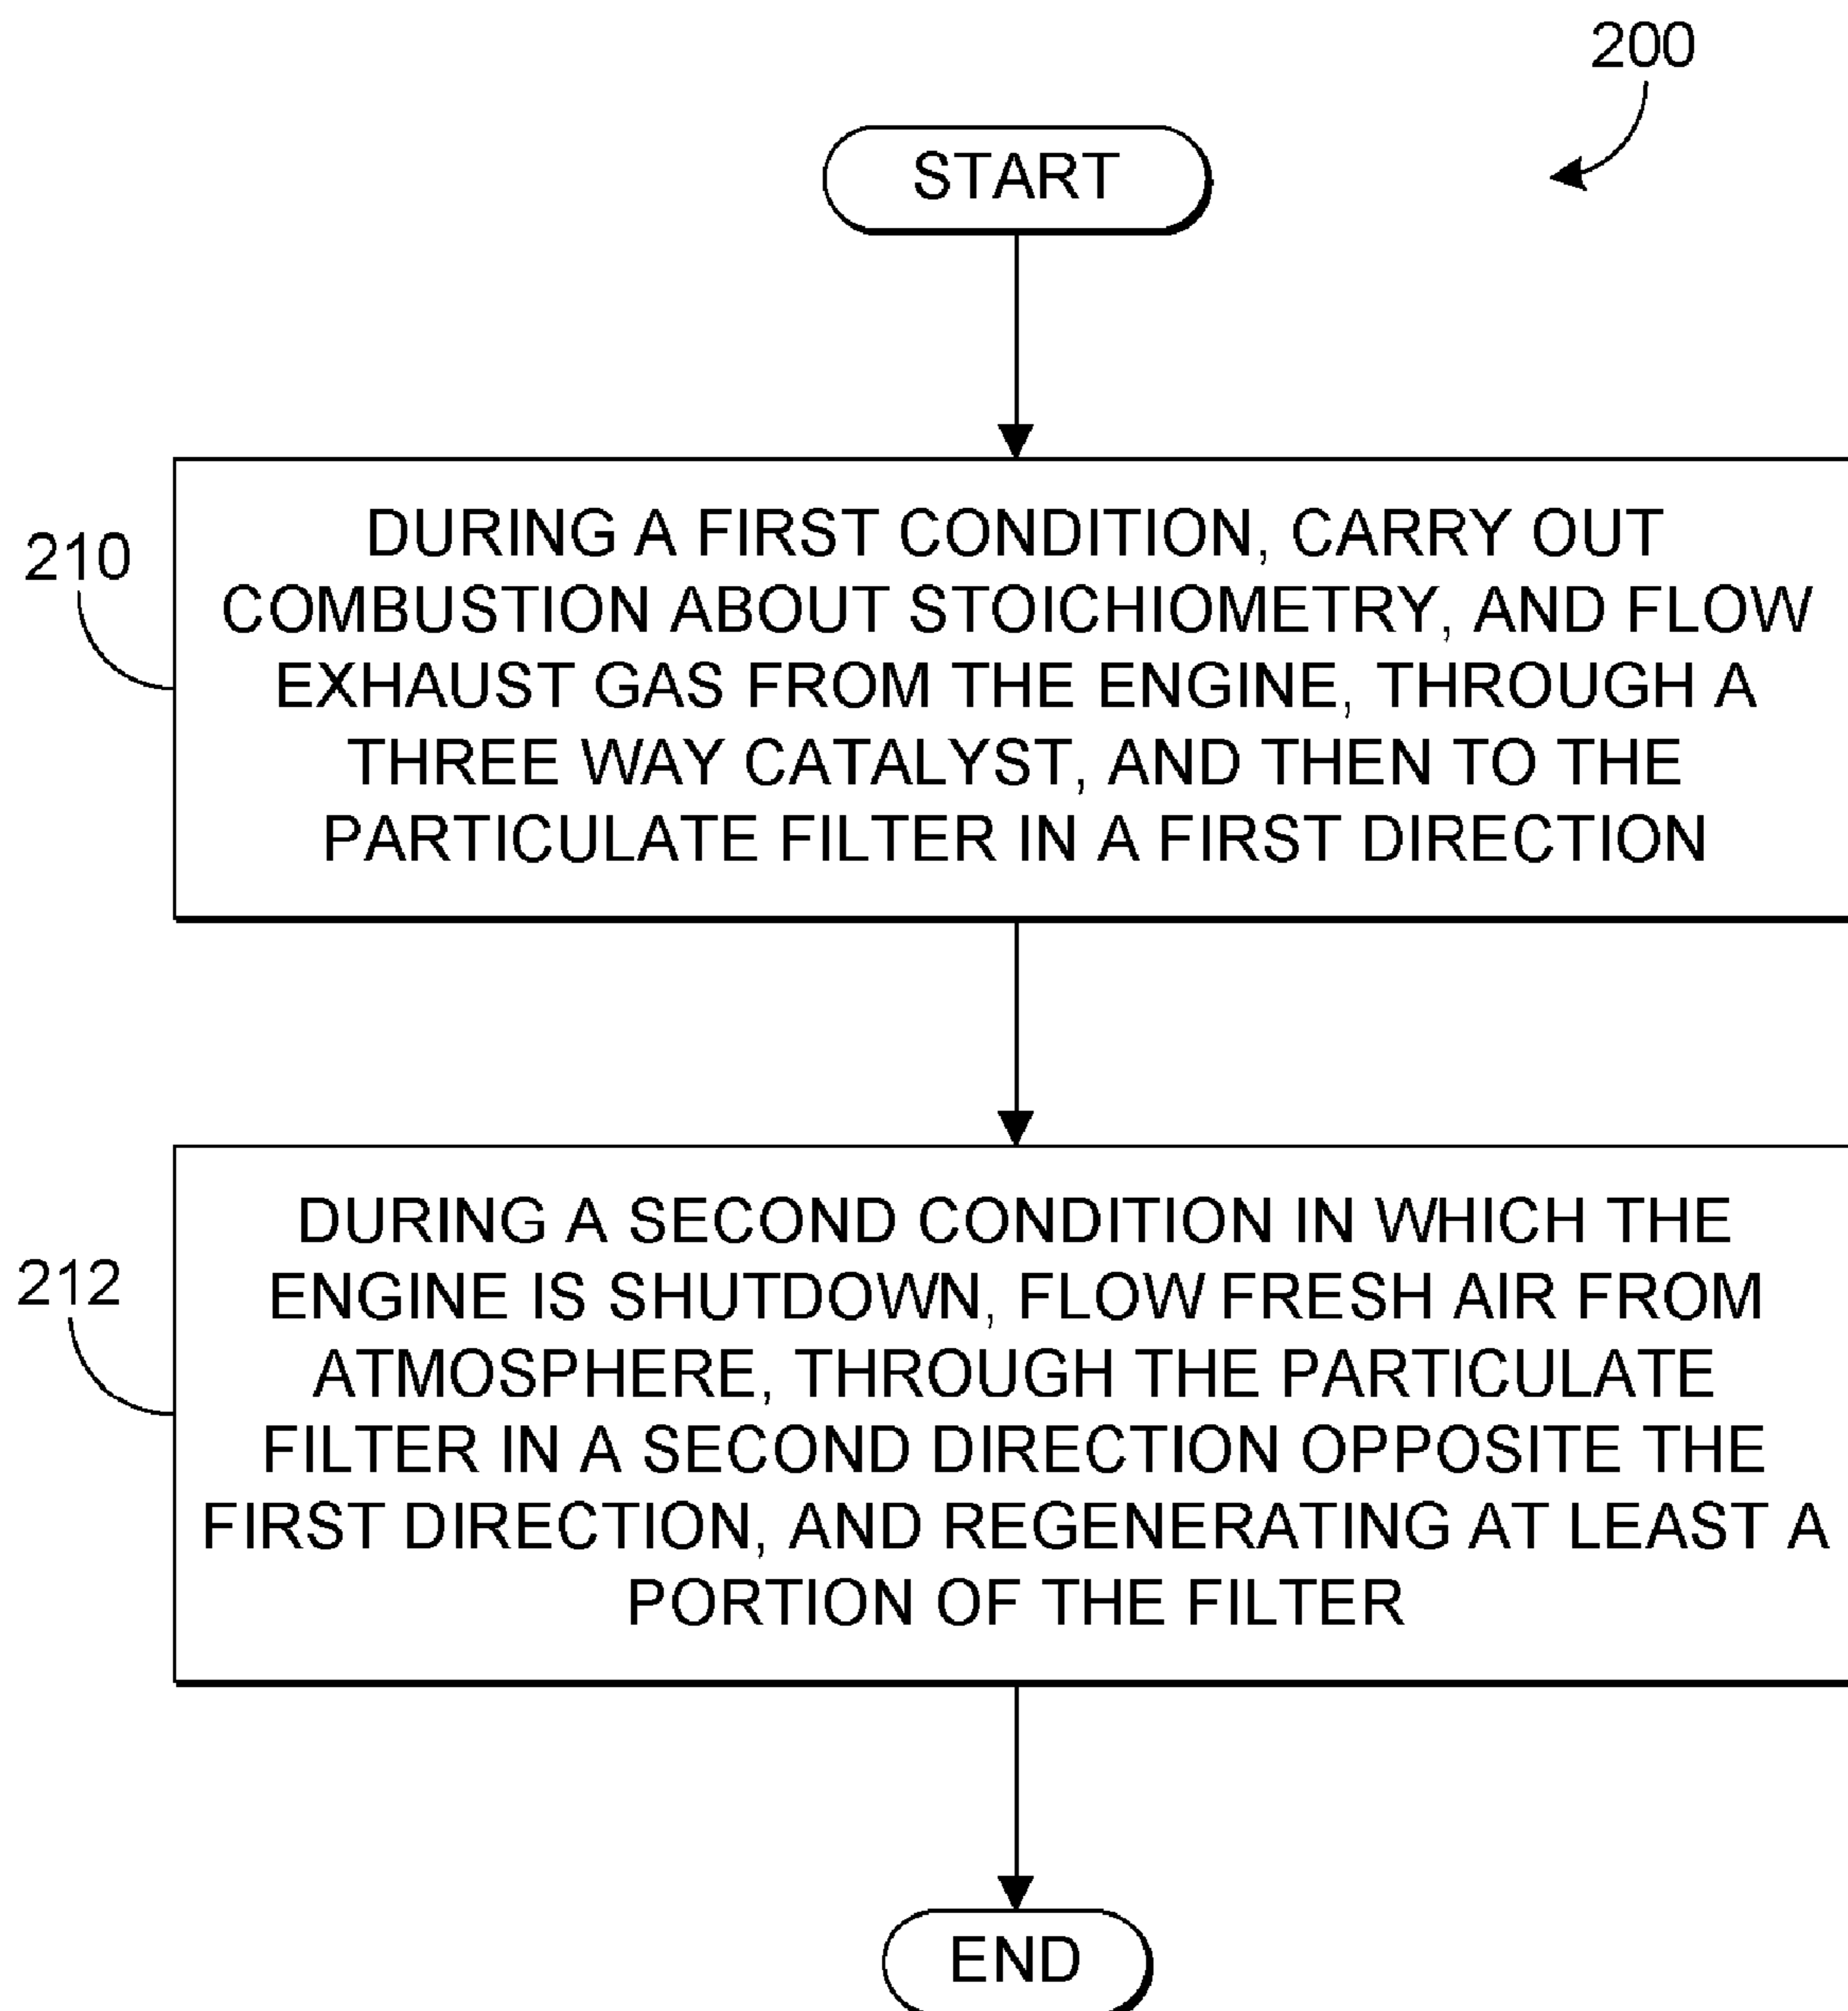 200
START
210
DURING A FIRST CONDITION, CARRY OUT
COMBUSTION ABOUT STOICHIOMETRY, AND FLOW
EXHAUST GAS FROM THE ENGINE, THROUGH A
THREE WAY CATALYST, AND THEN TO THE
PARTICULATE FILTER IN A FIRST DIRECTION
212
DURING A SECOND CONDITION IN WHICH THE
ENGINE IS SHUTDOWN, FLOW FRESH AIR FROM
ATMOSPHERE, THROUGH THE PARTICULATE
FILTER IN A SECOND DIRECTION OPPOSITE THE
FIRST DIRECTION, AND REGENERATING AT LEAST A
PORTION OF THE FILTER
END